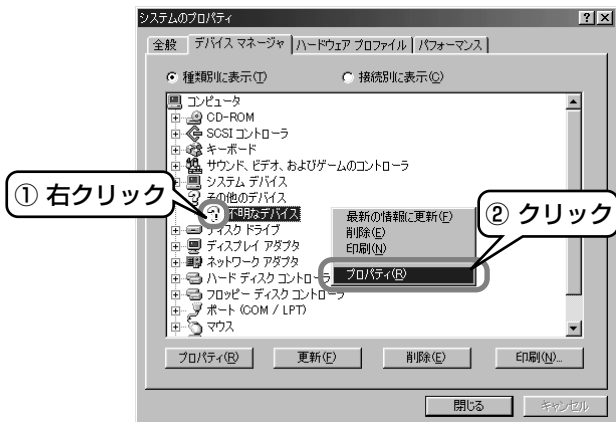 システムのプロパティ
全般 デバイス マネージャ ハードウェア プロファイル パフォーマンス
種類別に表示(T) 接続別に表示(C)
コンピュータ
CD-ROM
SCSI コントローラ
キーボード
サウンド、ビデオ、およびゲームのコントローラ
システム デバイス
その他のデバイス
不明なデバイス
ディスク ドライブ
ディスプレイ アダプタ
ネットワーク アダプタ
ハード ディスク コントローラ
フロッピー ディスク コントローラ
ポート (COM / LPT)
マウス
① 右クリック
最新の情報に更新(F)
削除(E)
印刷(N)
プロパティ(R)
② クリック
プロパティ(R) 更新(F) 削除(E) 印刷(N)...
閉じる キャンセル